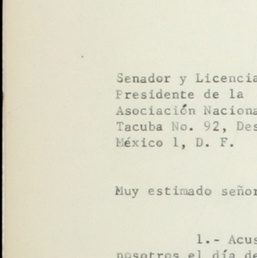 Senador y Licencia
Presidente de la
Asociación Naciona
Tacuba No. 92, Des
México 1, D. F.
Muy estimado señor
1.- Acus
nosotros el día de